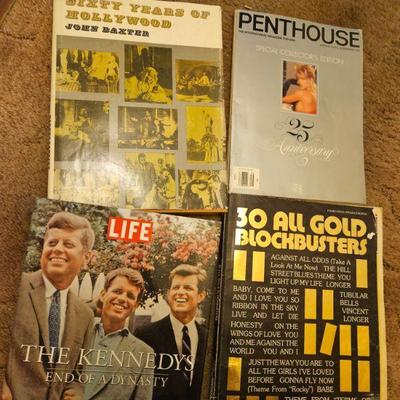 SIXTY YEARS OF
HOLLYWOOD
JOHN BAXTER
PENTHOUSE
SPECIAL COLLECTOR'S EDITION
25
Anniversary
LIFE
THE KENNEDYS
END OF A DYNASTY
30 ALL GOLD
BLOCKBUSTERS
AGAINST ALL ODDS (Take A
Look At Me Now) THE HILL
STREET BLUES THEME YOU
LIGHT UP MY LIFE LONGER
BABY, COME TO ME
AND I LOVE YOU SO
RIBBON IN THE SKY
LIVE AND LET DIE
TUBULAR
BELLS
VINCENT
LONGER
HONESTY ON THE
WINGS OF LOVE YOU
AND ME AGAINST THE
WORLD YOU AND I
JUST THE WAY YOU ARE TO
ALL THE GIRLS I'VE LOVED
BEFORE GONNA FLY NOW
(Theme From "Rocky") BABE